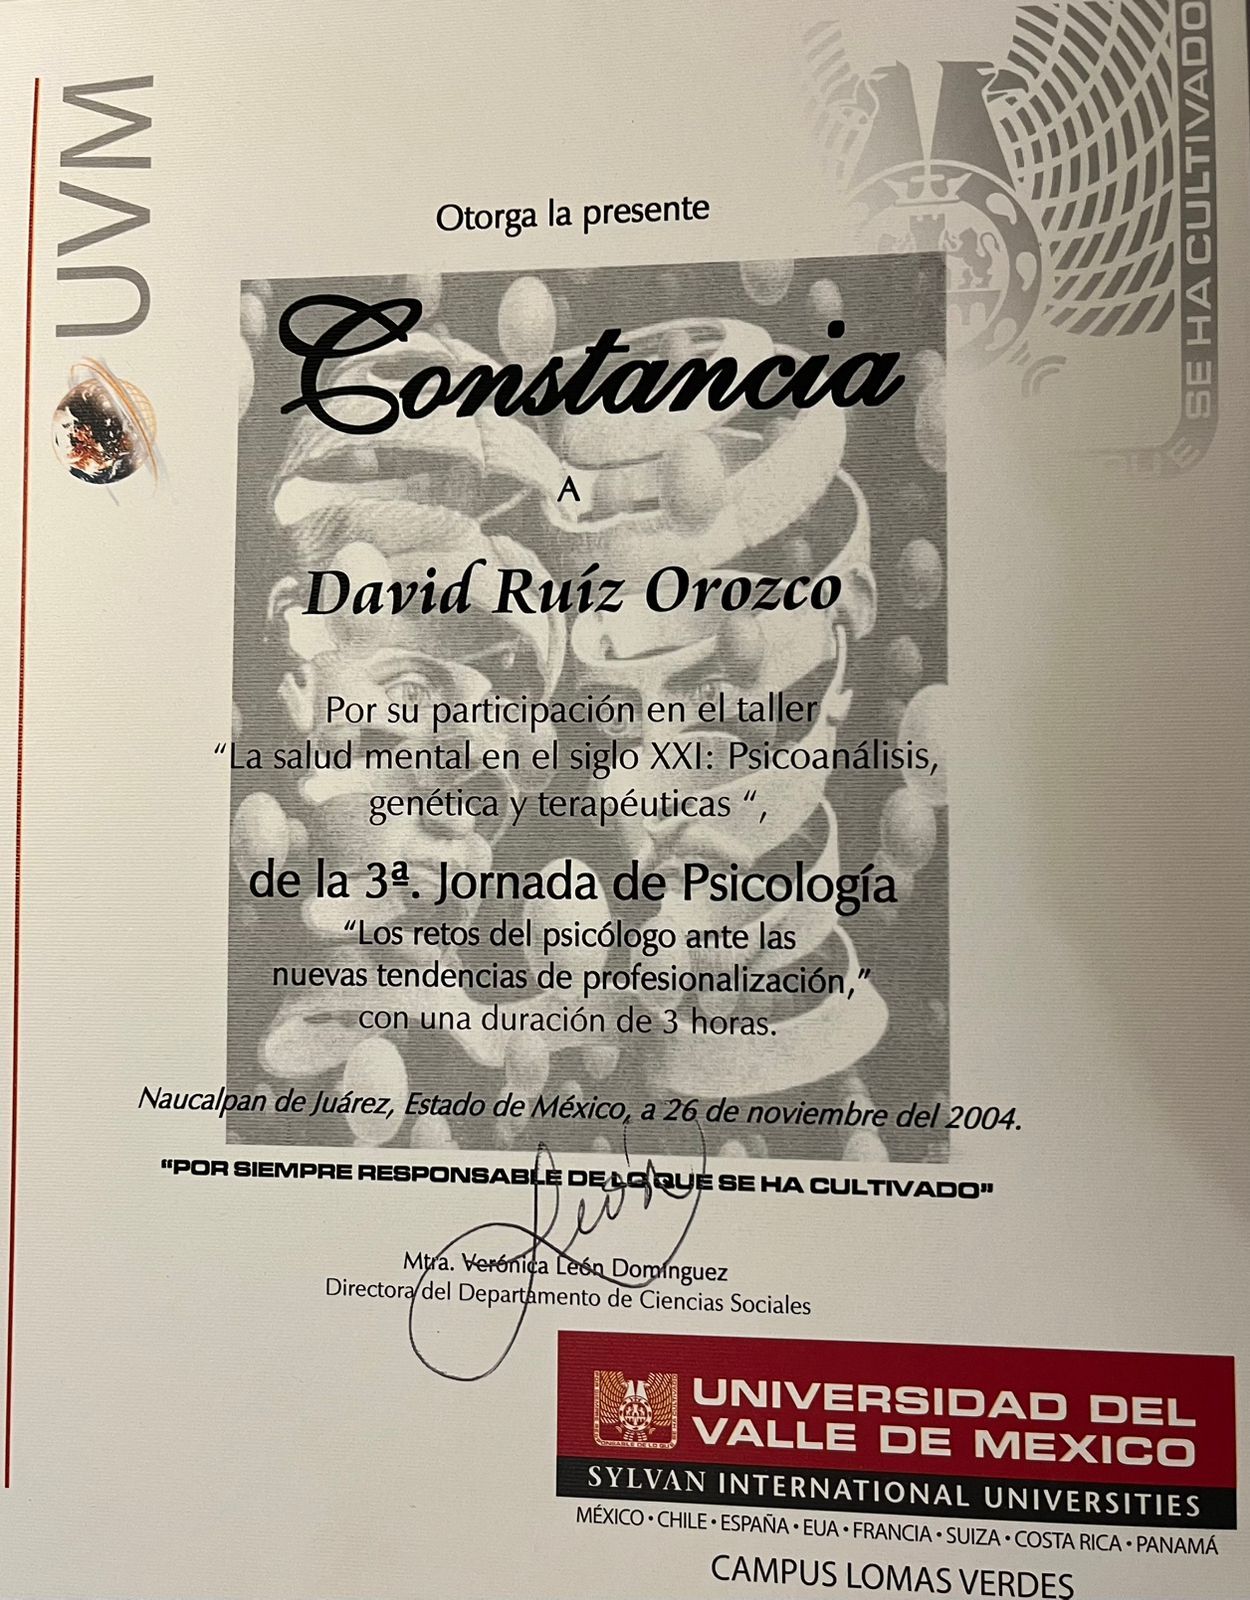 UVM
SE HA CULTIVADO
Otorga la presente
Constancia
A
David Ruíz Orozco
Por su participación en el taller
“La salud mental en el siglo XXI: Psicoanálisis,
genética y terapéuticas “,
de la 3ª. Jornada de Psicología
“Los retos del psicólogo ante las
nuevas tendencias de profesionalización,”
con una duración de 3 horas.
Naucalpan de Juárez, Estado de México, a 26 de noviembre del 2004.
“POR SIEMPRE RESPONSABLE DE LO QUE SE HA CULTIVADO”
León
Mtra. Verónica León Domínguez
Directora del Departamento de Ciencias Sociales
UNIVERSIDAD DEL
VALLE DE MEXICO
SYLVAN INTERNATIONAL UNIVERSITIES
MÉXICO • CHILE • ESPAÑA • EUA • FRANCIA • SUIZA • COSTA RICA • PANAMÁ
CAMPUS LOMAS VERDES